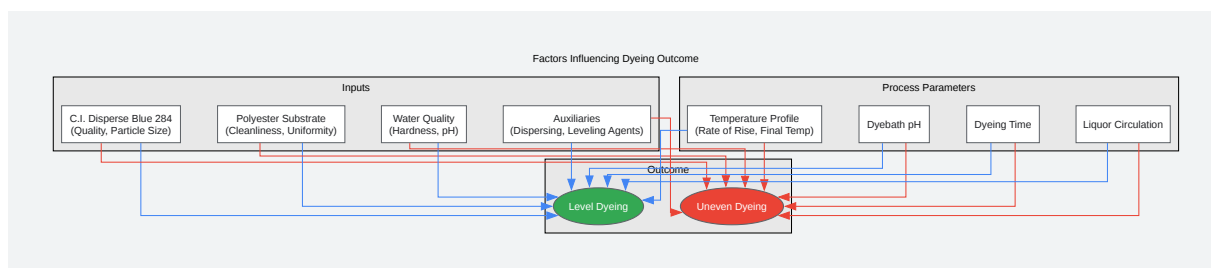 Factors Influencing Dyeing Outcome
Inputs
Process Parameters
C.I. Disperse Blue 284
(Quality, Particle Size)
Polyester Substrate
(Cleanliness, Uniformity)
Water Quality
(Hardness, pH)
Auxiliaries
(Dispersing, Leveling Agents)
Temperature Profile
(Rate of Rise, Final Temp)
Dyebath pH
Dyeing Time
Liquor Circulation
Outcome
Level Dyeing
Uneven Dyeing